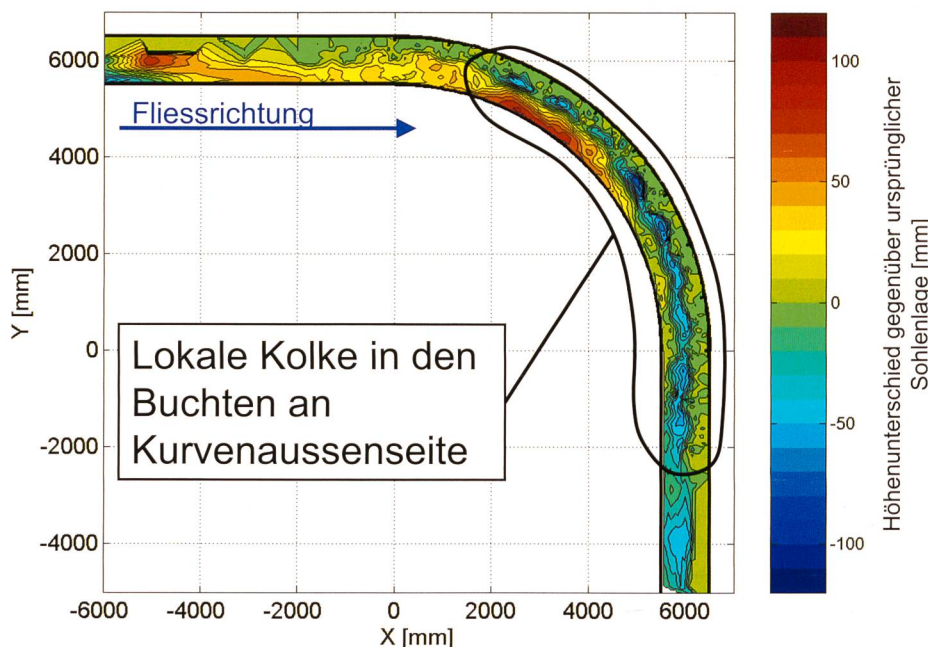 Fliessrichtung
Lokale Kolke in den
Buchten an
Kurvenaussenseite
Y [mm]
6000
4000
2000
0
-2000
-4000
-6000
-4000
-2000
0
2000
4000
6000
X [mm]
100
50
0
-50
-100
Höhenunterschied gegenüber ursprünglicher
Sohlenlage [mm]